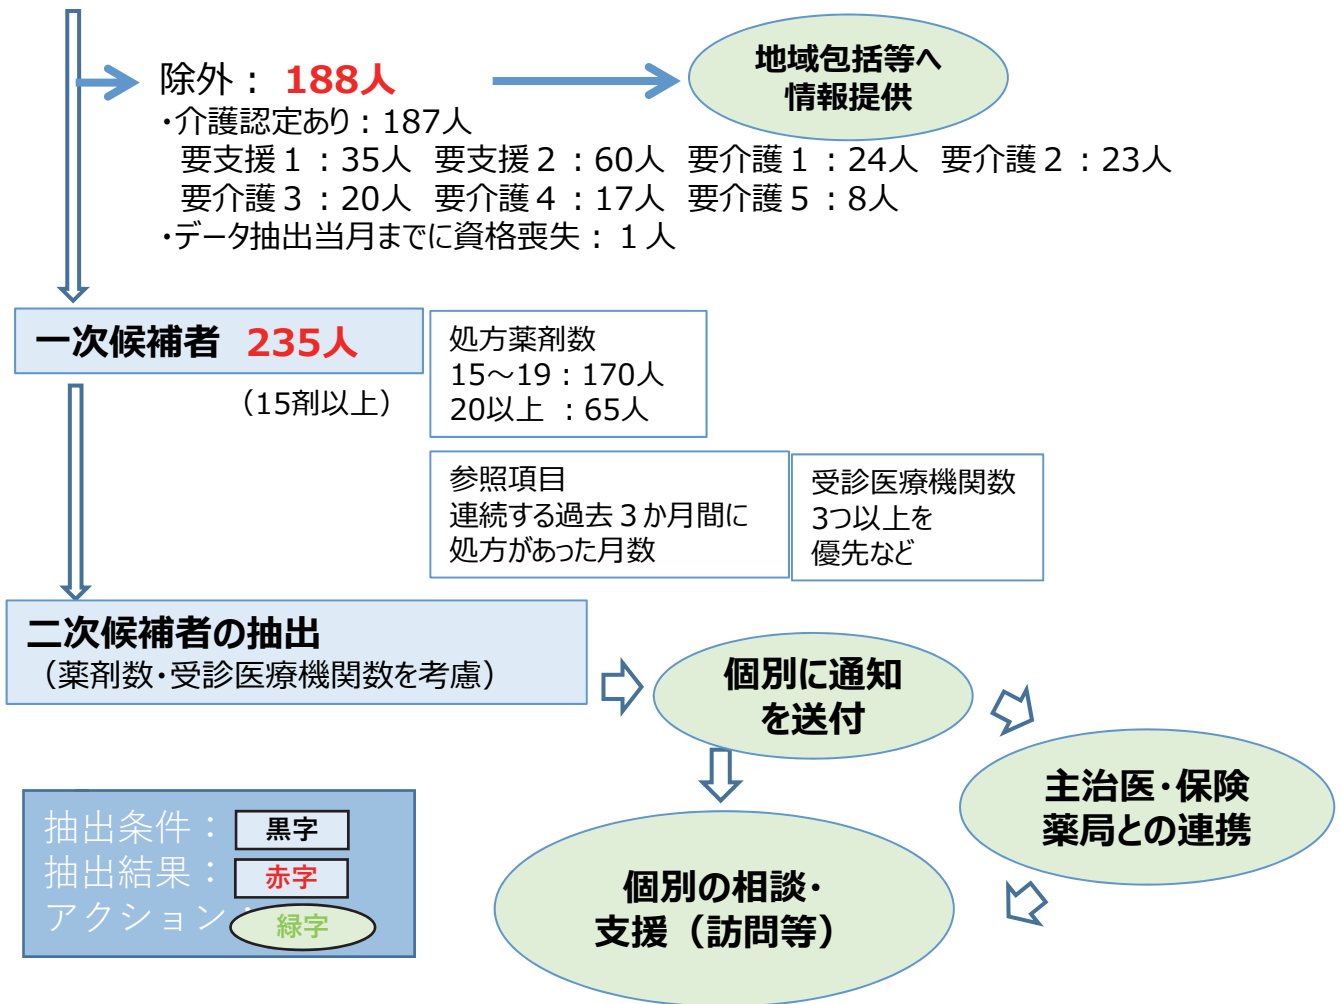 除外： 188人
地域包括等へ
情報提供
・介護認定あり：187人
要支援１：35人 要支援２：60人 要介護１：24人 要介護２：23人
要介護３：20人 要介護４：17人 要介護５：8人
・データ抽出当月までに資格喪失：１人
一次候補者 235人
（15剤以上）
処方薬剤数
15～19：170人
20以上 ：65人
参照項目
連続する過去３か月間に
処方があった月数
受診医療機関数
3つ以上を
優先など
二次候補者の抽出
（薬剤数・受診医療機関数を考慮）
個別に通知
を送付
主治医・保険
薬局との連携
個別の相談・
支援（訪問等）
抽出条件： 黒字
抽出結果： 赤字
アクション： 緑字